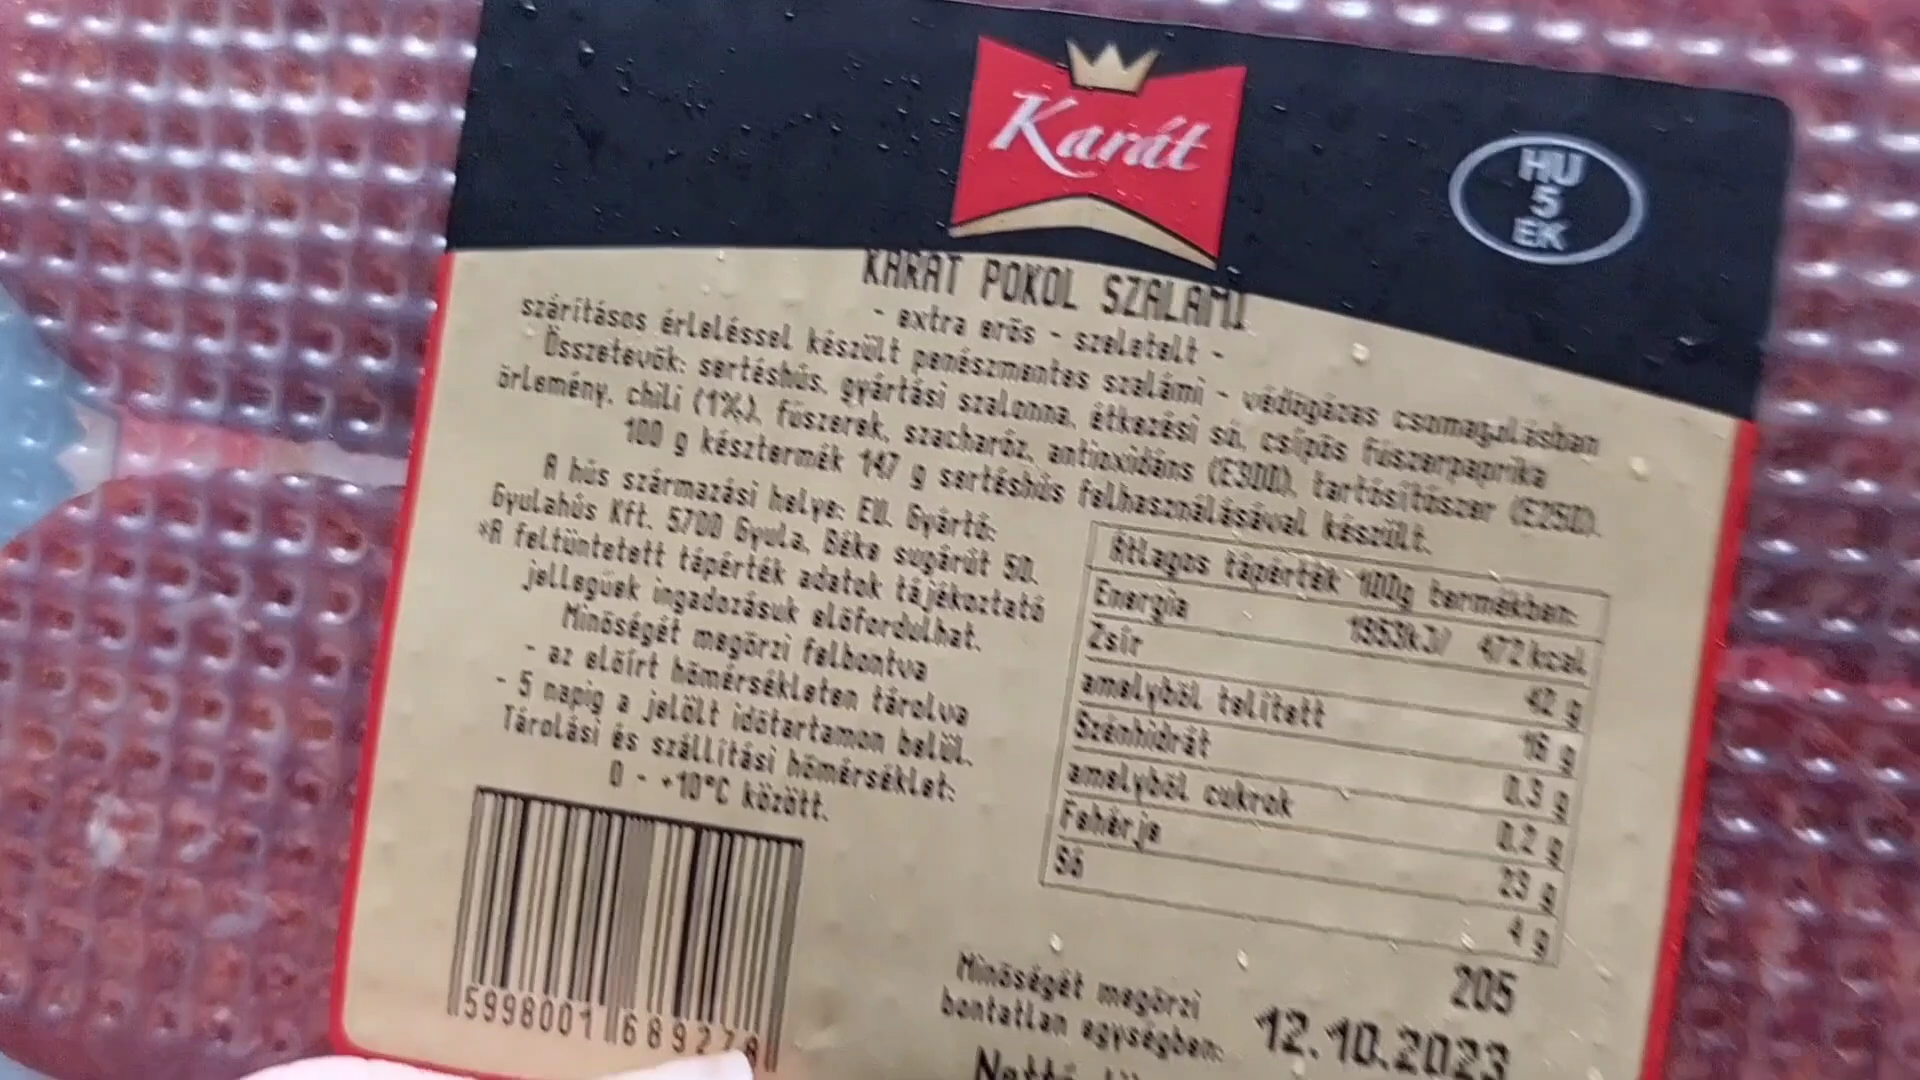 Karát
HU
5
EK
KARÁT POKOL SZALÁMI
- extra erős - szeletelt -
szárításos érleléssel készült penészmentes szalámi - védőgázas csomagolásban
Összetevők: sertéshús, gyártási szalonna, étkezési só, csípős fűszerpaprika
őrlemény, chili (1%), fűszerek, szacharóz, antioxidáns (E300), tartósítószer (E250).
100 g késztermék 147 g sertéshús felhasználásával készült.
A hús származási helye: EU. Gyártó:
Gyulahús Kft. 5700 Gyula, Béke sugárút 50.
*A feltüntetett tápérték adatok tájékoztató
jellegűek ingadozásuk előfordulhat.
Minőségét megőrzi felbontva
- az előírt hőmérsékleten tárolva
- 5 napig a jelölt időtartamon belül.
Tárolási és szállítási hőmérséklet:
0 - +10°C között.
Átlagos tápérték 100g termékben:
Energia 1953kJ/ 472 kcal
Zsír 42 g
amelyből telített 16 g
Szénhidrát 0.3 g
amelyből cukrok 0.2 g
Fehérje 23 g
Só 4 g
5998001 689278
205
Minőségét megőrzi
bontatlan egységben: 12.10.2023
Nettó